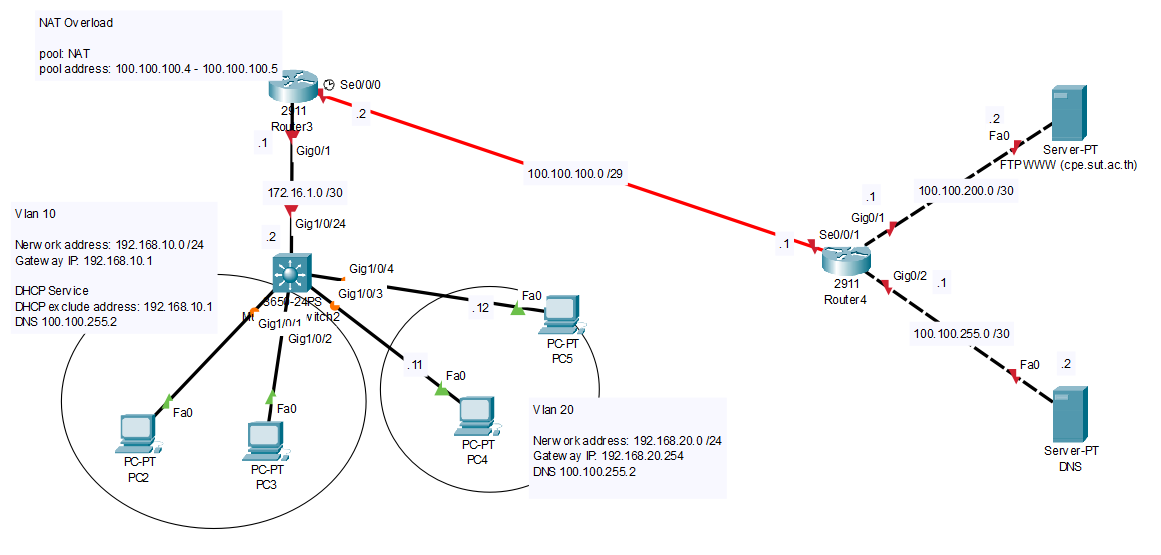 NAT Overload
pool: NAT
pool address: 100.100.100.4 - 100.100.100.5
Se0/0/0
2911
Router3
.2
.1
Gig0/1
172.16.1.0 /30
Gig1/0/24
.2
100.100.100.0 /29
.2
Fa0
Server-PT
FTP WWW (cpe.sut.ac.th)
100.100.200.0 /30
.1
Gig0/1
Se0/0/1
.1
2911
Router4
Gig0/2
.1
100.100.255.0 /30
Fa0
.2
Server-PT
DNS
Vlan 10
Nerwork address: 192.168.10.0 /24
Gateway IP: 192.168.10.1
DHCP Service
DHCP exclude address: 192.168.10.1
DNS 100.100.255.2
Gig1/0/4
Gig1/0/3
Gig1/0/1
Gig1/0/2
Fa0
.12
PC-PT
PC5
.11
Fa0
PC-PT
PC4
Fa0
PC-PT
PC2
Fa0
PC-PT
PC3
Vlan 20
Nerwork address: 192.168.20.0 /24
Gateway IP: 192.168.20.254
DNS 100.100.255.2